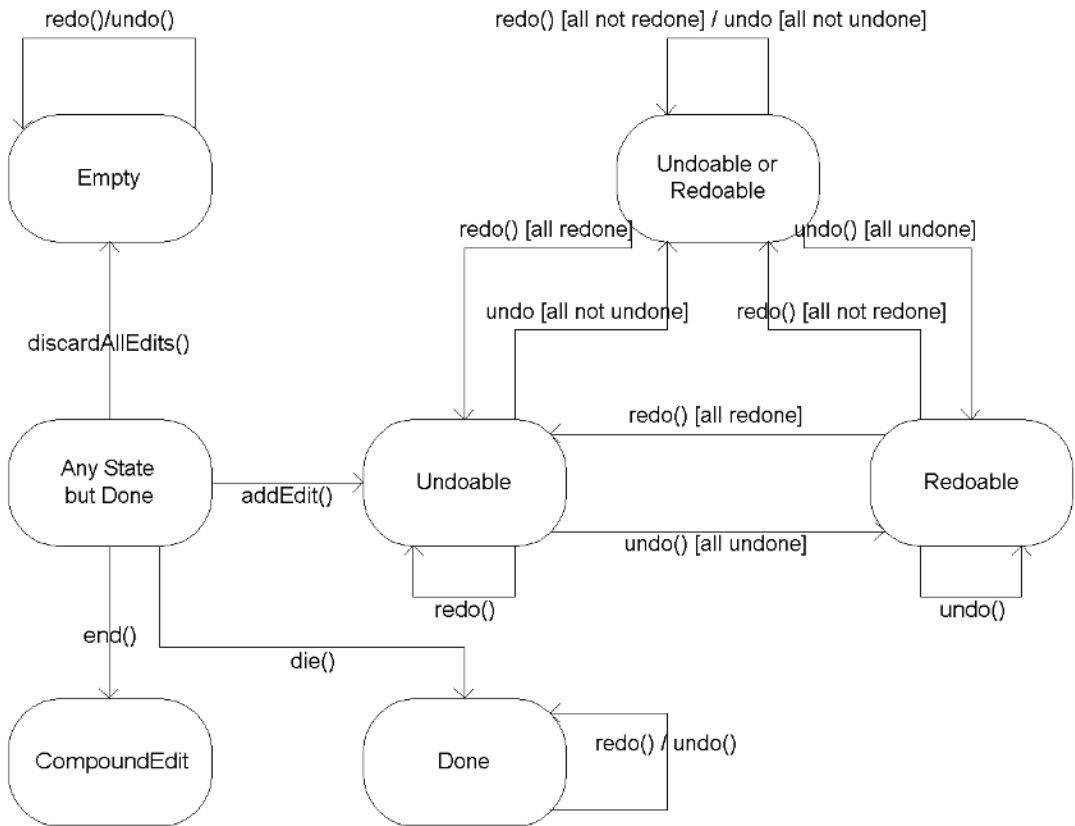 redo()/undo()
redo() [all not redone] / undo [all not undone]
Empty
Undoable or
Redoable
redo() [all redone]
undo() [all undone]
undo [all not undone]
redo() [all not redone]
discardAllEdits()
redo() [all redone]
Any State
but Done
addEdit()
Undoable
Redoable
undo() [all undone]
redo()
undo()
end()
die()
CompoundEdit
Done
redo() / undo()